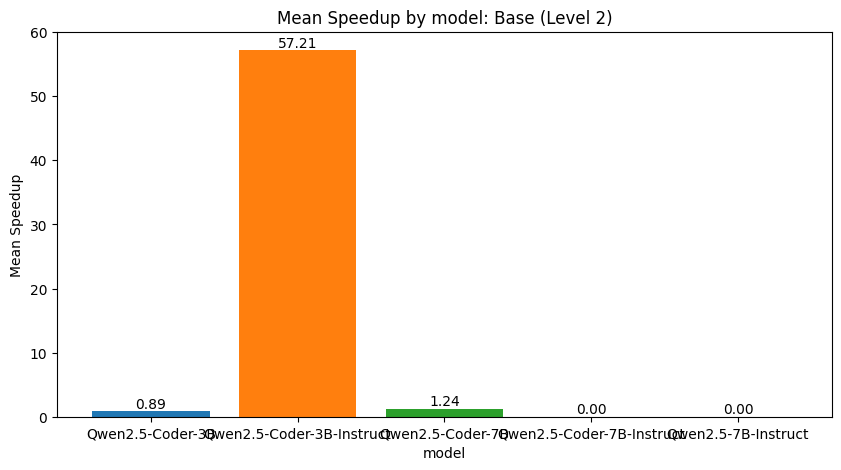 Mean Speedup by model: Base (Level 2)
60
57.21
50
40
Mean Speedup
30
20
10
0.89
1.24
0.00
0.00
0
Qwen2.5-Coder-3B
Qwen2.5-Coder-3B-Instruct
Qwen2.5-Coder-7B
Qwen2.5-Coder-7B-Instruct
Qwen2.5-7B-Instruct
model